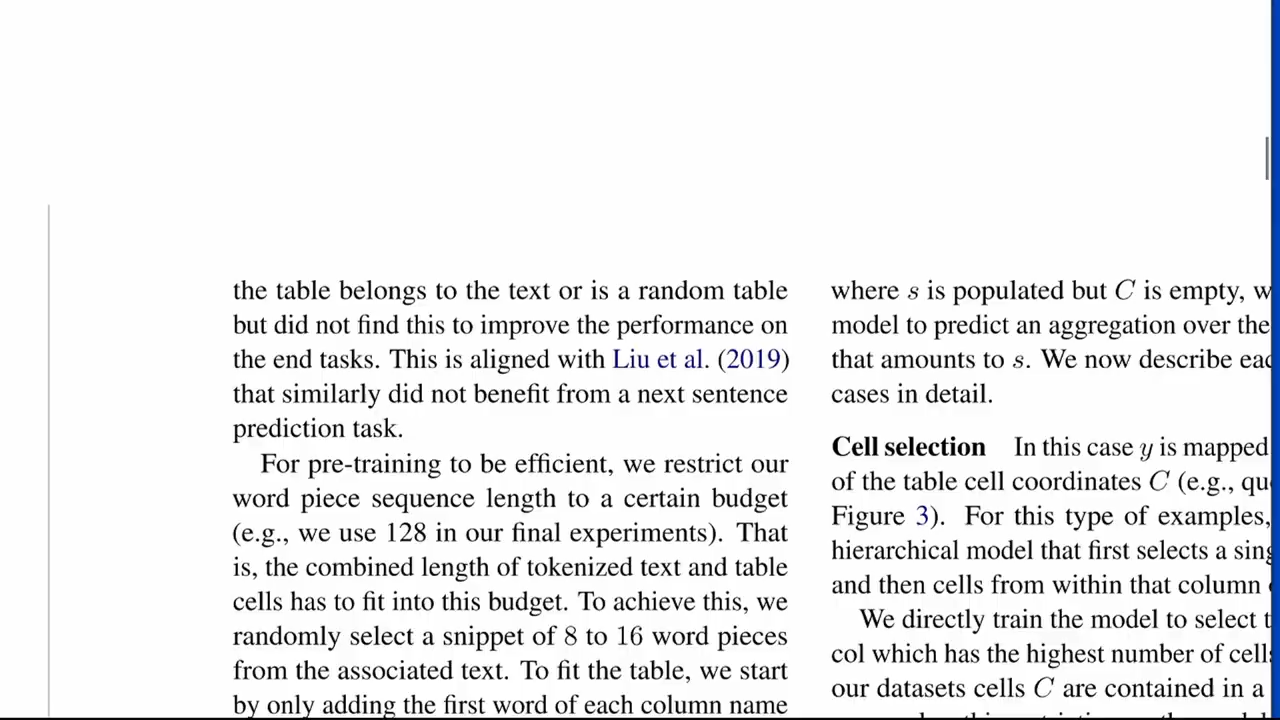 the table belongs to the text or is a random table
but did not find this to improve the performance on
the end tasks. This is aligned with Liu et al. (2019)
that similarly did not benefit from a next sentence
prediction task.
For pre-training to be efficient, we restrict our
word piece sequence length to a certain budget
(e.g., we use 128 in our final experiments). That
is, the combined length of tokenized text and table
cells has to fit into this budget. To achieve this, we
randomly select a snippet of 8 to 16 word pieces
from the associated text. To fit the table, we start
by only adding the first word of each column name
where s is populated but C is empty, w
model to predict an aggregation over the
that amounts to s. We now describe eac
cases in detail.
Cell selection In this case y is mapped
of the table cell coordinates C (e.g., qu
Figure 3). For this type of examples,
hierarchical model that first selects a sing
and then cells from within that column
We directly train the model to select t
col which has the highest number of cells
our datasets cells C are contained in a